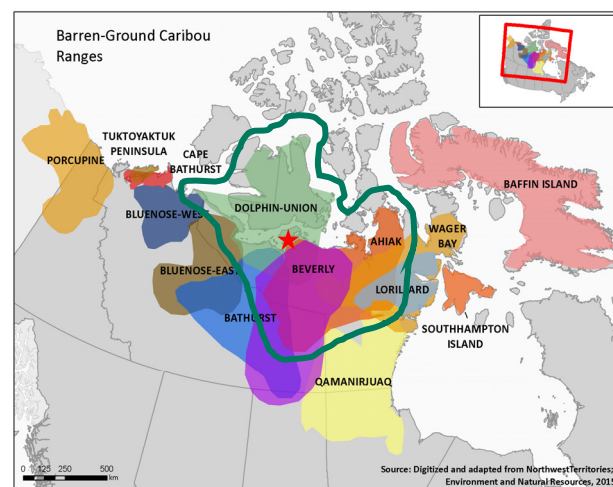 Barren-Ground Caribou
Ranges
TUKTOYAKTUK
PENINSULA
CAPE
BATHURST
PORCUPINE
BAFFIN ISLAND
BLUENOSE-WEST
DOLPHIN-UNION
WAGER
BAY
AHIAK
BLUENOSE-EAST
BEVERLY
LORILLARD
BATHURST
SOUTHHAMPTON
ISLAND
QAMANIRJUAQ
0 125 250 500
km
Source: Digitized and adapted from NorthwestTerritories;
Environment and Natural Resources, 201